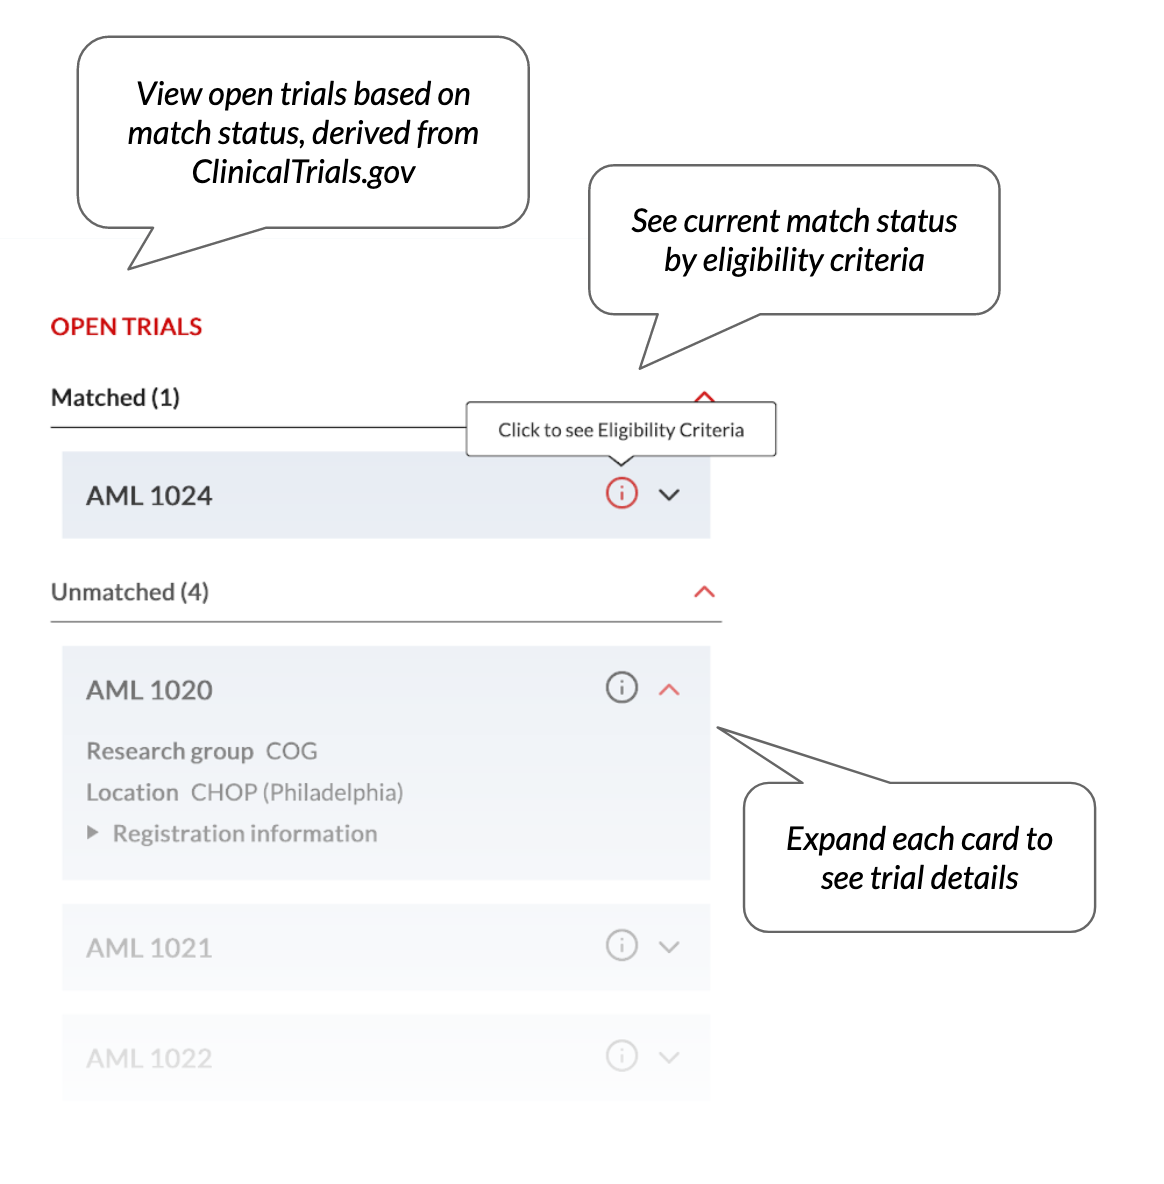 View open trials based on
match status, derived from
ClinicalTrials.gov
See current match status
by eligibility criteria
OPEN TRIALS
Matched (1)
Click to see Eligibility Criteria
AML 1024
Unmatched (4)
AML 1020
Research group COG
Location CHOP (Philadelphia)
Registration information
Expand each card to
see trial details
AML 1021
AML 1022